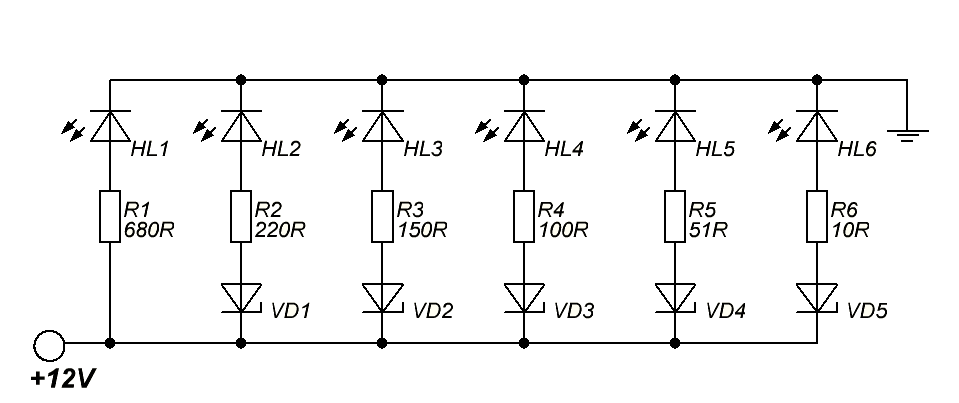 HL1
HL2
HL3
HL4
HL5
HL6
R1
680R
R2
220R
R3
150R
R4
100R
R5
51R
R6
10R
VD1
VD2
VD3
VD4
VD5
+12V